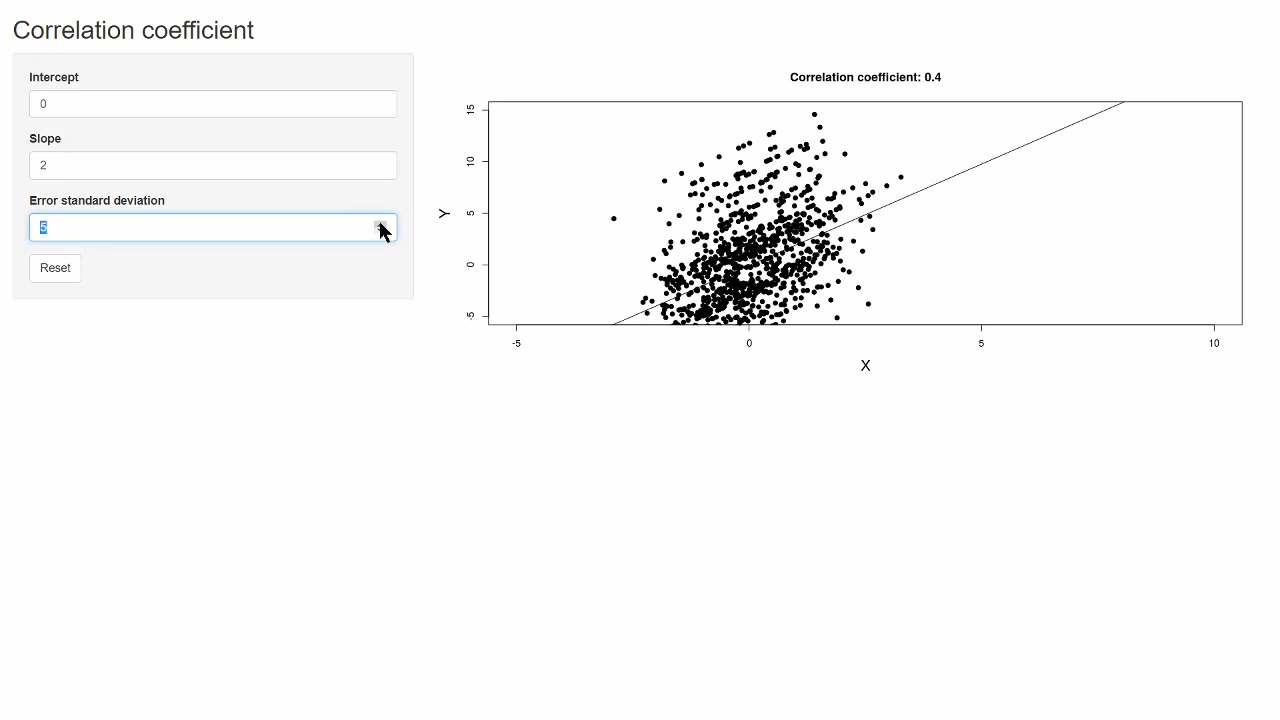 Correlation coefficient
Intercept
0
Slope
2
Error standard deviation
5
Reset
Correlation coefficient: 0.4
Y
15
10
5
0
-5
-5 0 5 10
X